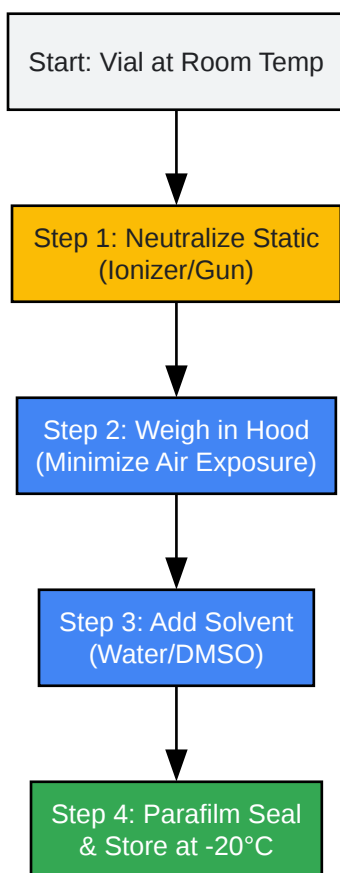 Start: Vial at Room Temp
Step 1: Neutralize Static
(Ionizer/Gun)
Step 2: Weigh in Hood
(Minimize Air Exposure)
Step 3: Add Solvent
(Water/DMSO)
Step 4: Parafilm Seal
& Store at -20°C